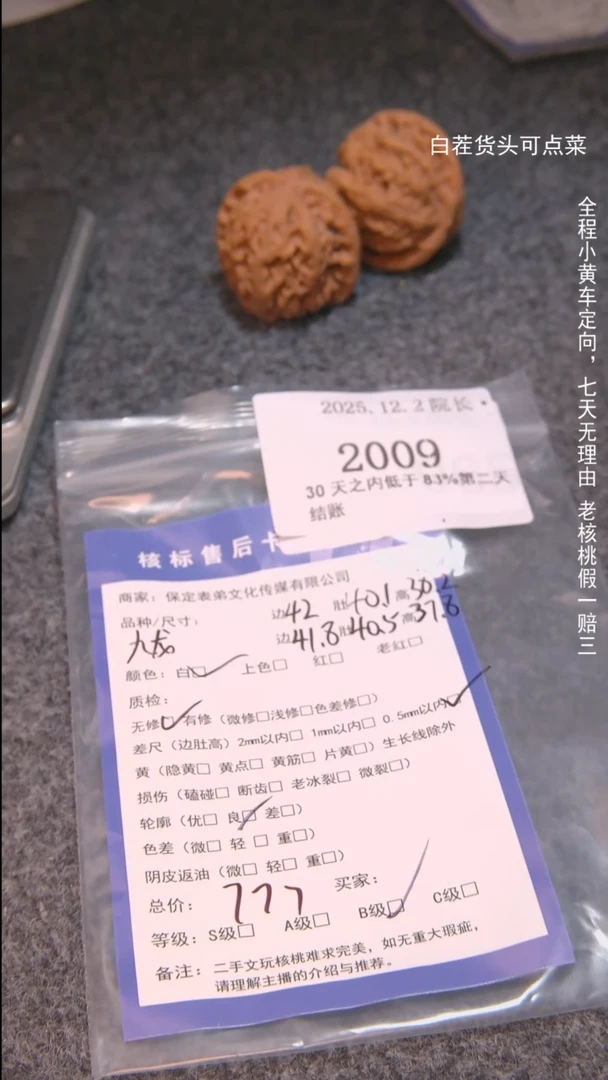 白茬货头可点菜
全程小黄车定向，七天无理由 老核桃假一赔三
2025.12.2 院长
2009
30 天之内低于 83%第二天
结账
核标售后卡
商家：保定表弟文化传媒有限公司
品种/尺寸： 边42 肚40.1 高38.2
九龙 边41.8 肚40.5 高37.8
颜色：白□ 上色□ 红□ 老红□
质检：
无修□ 有修（微修□浅修□色差修□）
差尺（边肚高）2mm以内□ 1mm以内□ 0.5mm以内□
黄（隐黄□ 黄点□ 黄筋□ 片黄□）生长线除外
损伤（磕碰□ 断齿□ 老冰裂□ 微裂□）
轮廓（优□ 良□ 差□）
色差（微□ 轻□ 重□）
阴皮返油（微□ 轻□ 重□）
总价：777 买家：
等级：S级□ A级□ B级□ C级□
备注：二手文玩核桃难求完美，如无重大瑕疵，
请理解主播的介绍与推荐。